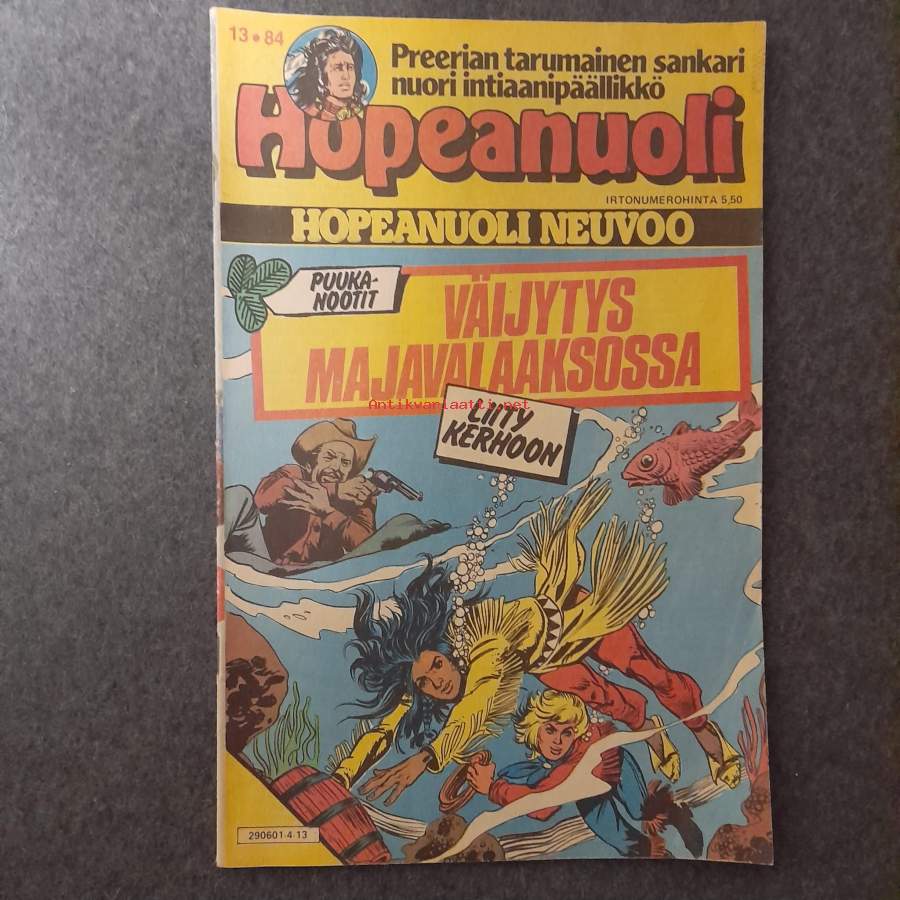 13•84
Preerian tarumainen sankari
nuori intiaanipäällikkö
Hopeanuoli
IRTONUMEROHINTA 5,50
HOPEANUOLI NEUVOO
PUUKA-
NOOTIT
VÄIJYTYS
MAJAVALAAKSOSSA
Antikvariaatti.net
LIITY
KERHOON
290601-4-13